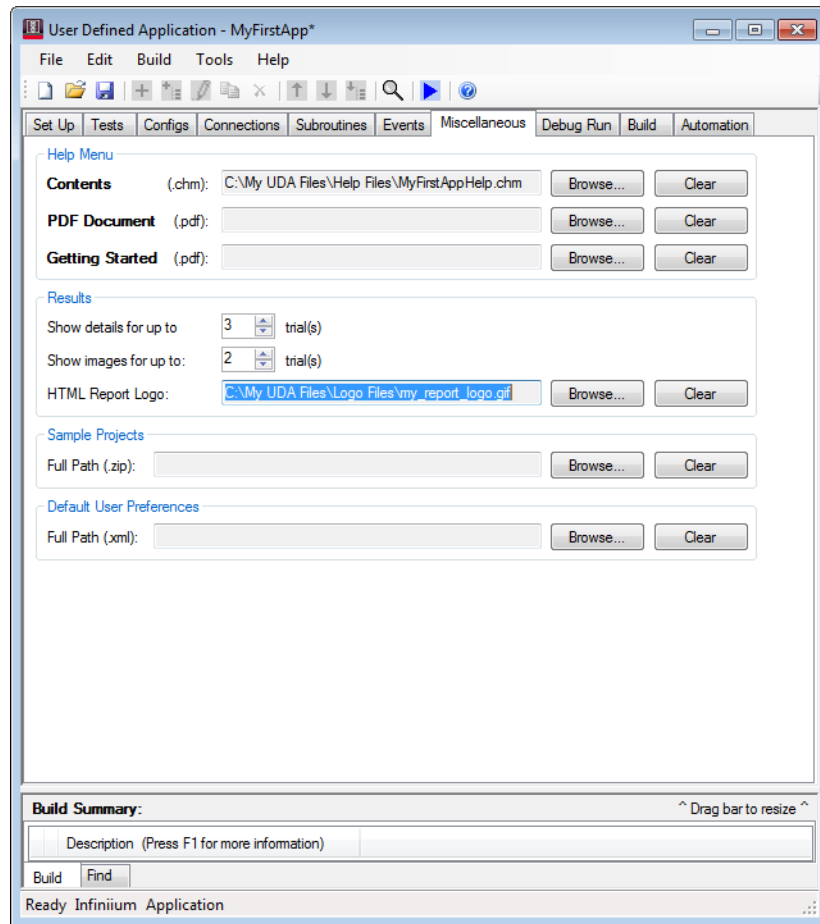 User Defined Application - MyFirstApp*
File Edit Build Tools Help
Set Up Tests Configs Connections Subroutines Events Miscellaneous Debug Run Build Automation
Help Menu
Contents (.chm): C:\My UDA Files\Help Files\MyFirstAppHelp.chm Browse... Clear
PDF Document (.pdf): Browse... Clear
Getting Started (.pdf): Browse... Clear
Results
Show details for up to 3 trial(s)
Show images for up to: 2 trial(s)
HTML Report Logo: C:\My UDA Files\Logo Files\my_report_logo.gif Browse... Clear
Sample Projects
Full Path (.zip): Browse... Clear
Default User Preferences
Full Path (.xml): Browse... Clear
Build Summary: ^ Drag bar to resize ^
Description (Press F1 for more information)
Build Find
Ready Infiniium Application